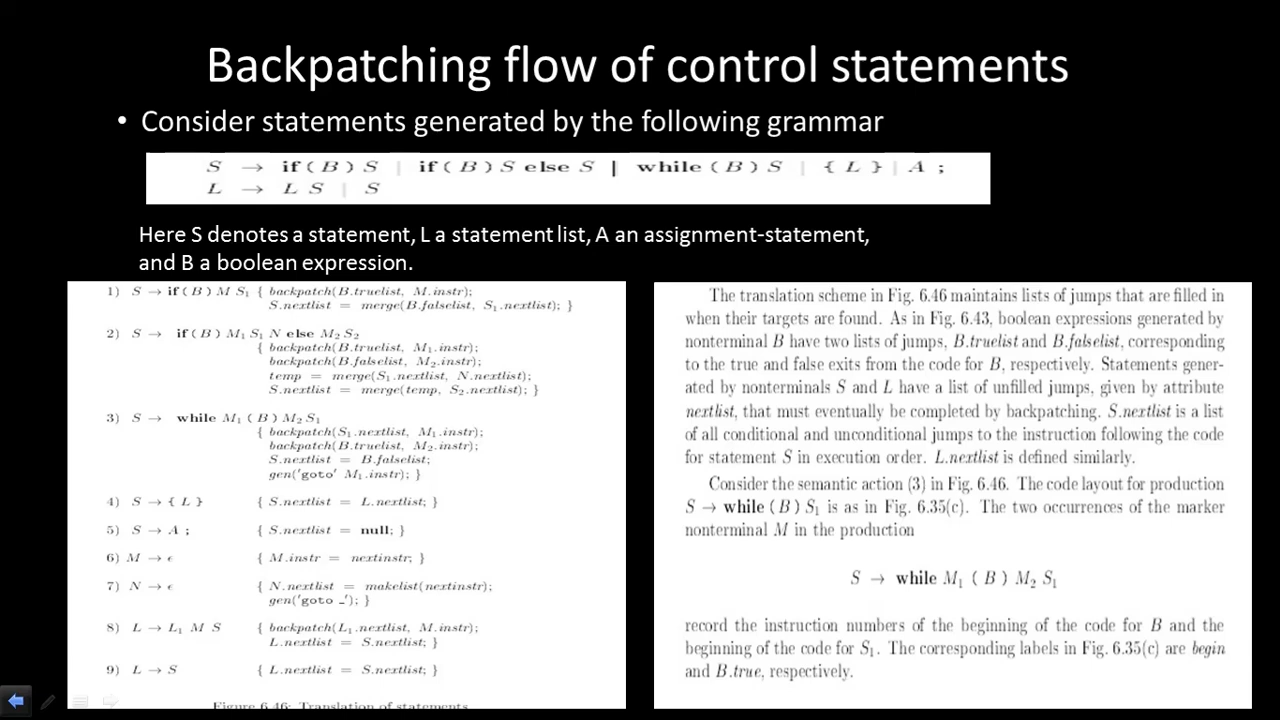 Backpatching flow of control statements
• Consider statements generated by the following grammar
S → if ( B ) S | if ( B ) S else S | while ( B ) S | { L } | A ;
L → L S | S
Here S denotes a statement, L a statement list, A an assignment-statement,
and B a boolean expression.
1) S → if ( B ) M S₁ { backpatch(B.truelist, M.instr);
S.nextlist = merge(B.falselist, S₁.nextlist); }
2) S → if ( B ) M₁ S₁ N else M₂ S₂
{ backpatch(B.truelist, M₁.instr);
backpatch(B.falselist, M₂.instr);
temp = merge(S₁.nextlist, N.nextlist);
S.nextlist = merge(temp, S₂.nextlist); }
3) S → while M₁ ( B ) M₂ S₁
{ backpatch(S₁.nextlist, M₁.instr);
backpatch(B.truelist, M₂.instr);
S.nextlist = B.falselist;
gen('goto' M₁.instr); }
4) S → { L } { S.nextlist = L.nextlist; }
5) S → A ; { S.nextlist = null; }
6) M → ϵ { M.instr = nextinstr; }
7) N → ϵ { N.nextlist = makelist(nextinstr);
gen('goto _'); }
8) L → L₁ M S { backpatch(L₁.nextlist, M.instr);
L.nextlist = S.nextlist; }
9) L → S { L.nextlist = S.nextlist; }
Figure 6.46: Translation of statements
The translation scheme in Fig. 6.46 maintains lists of jumps that are filled in
when their targets are found. As in Fig. 6.43, boolean expressions generated by
nonterminal B have two lists of jumps, B.truelist and B.falselist, corresponding
to the true and false exits from the code for B, respectively. Statements gener-
ated by nonterminals S and L have a list of unfilled jumps, given by attribute
nextlist, that must eventually be completed by backpatching. S.nextlist is a list
of all conditional and unconditional jumps to the instruction following the code
for statement S in execution order. L.nextlist is defined similarly.
Consider the semantic action (3) in Fig. 6.46. The code layout for production
S → while ( B ) S₁ is as in Fig. 6.35(c). The two occurrences of the marker
nonterminal M in the production
S → while M₁ ( B ) M₂ S₁
record the instruction numbers of the beginning of the code for B and the
beginning of the code for S₁. The corresponding labels in Fig. 6.35(c) are begin
and B.true, respectively.